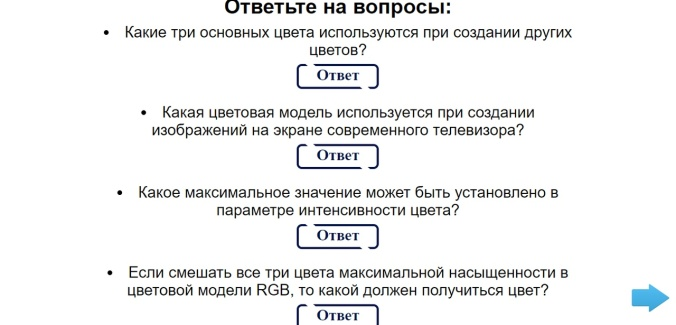 Ответьте на вопросы:
• Какие три основных цвета используются при создании других
цветов?
Ответ
• Какая цветовая модель используется при создании
изображений на экране современного телевизора?
Ответ
• Какое максимальное значение может быть установлено в
параметре интенсивности цвета?
Ответ
• Если смешать все три цвета максимальной насыщенности в
цветовой модели RGB, то какой должен получиться цвет?
Ответ